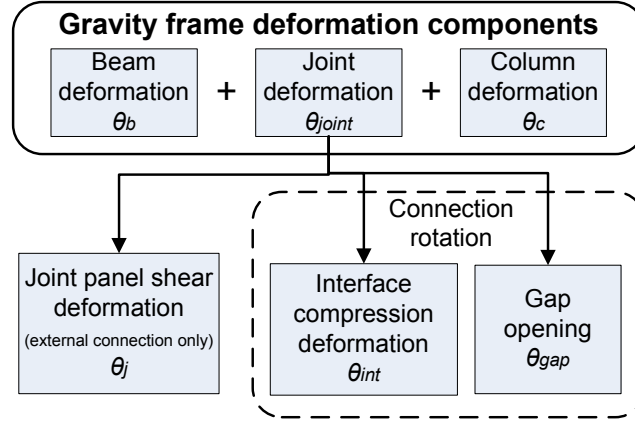 Gravity frame deformation components
Beam
deformation
θb
+
Joint
deformation
θjoint
+
Column
deformation
θc
Connection
rotation
Joint panel shear
deformation
(external connection only)
θj
Interface
compression
deformation
θint
Gap
opening
θgap